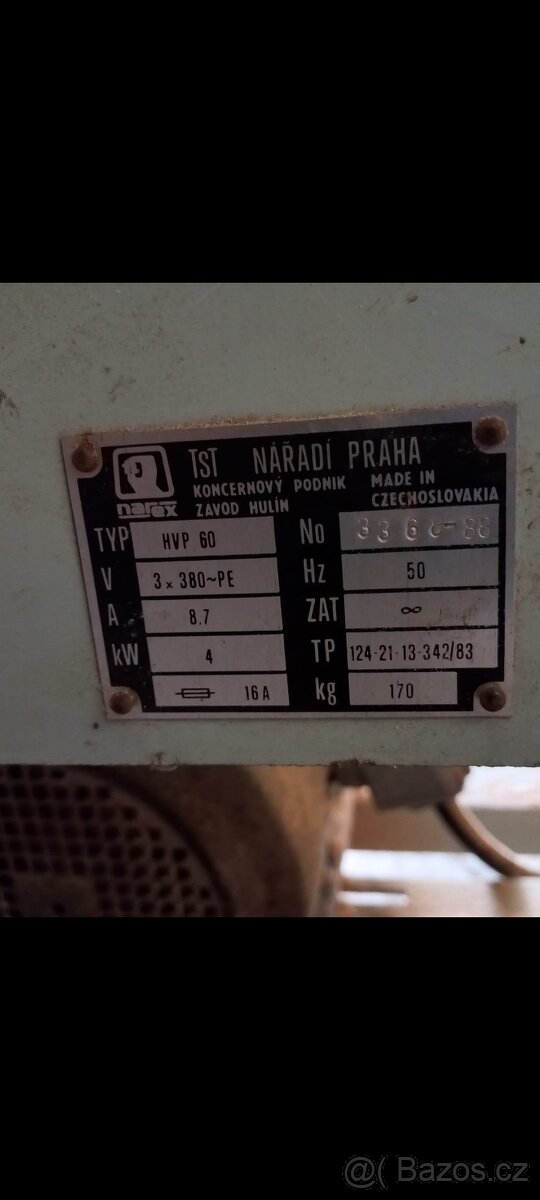 TST NÁŘADÍ PRAHA
KONCERNOVÝ PODNIK MADE IN
narex ZÁVOD HULÍN CZECHOSLOVAKIA
TYP HVP 60 No
V 3 x 380~PE Hz 50
A 8.7 ZAT ∞
kW 4 TP 124-21-13-342/83
16 A kg 170
@( Bazos.cz